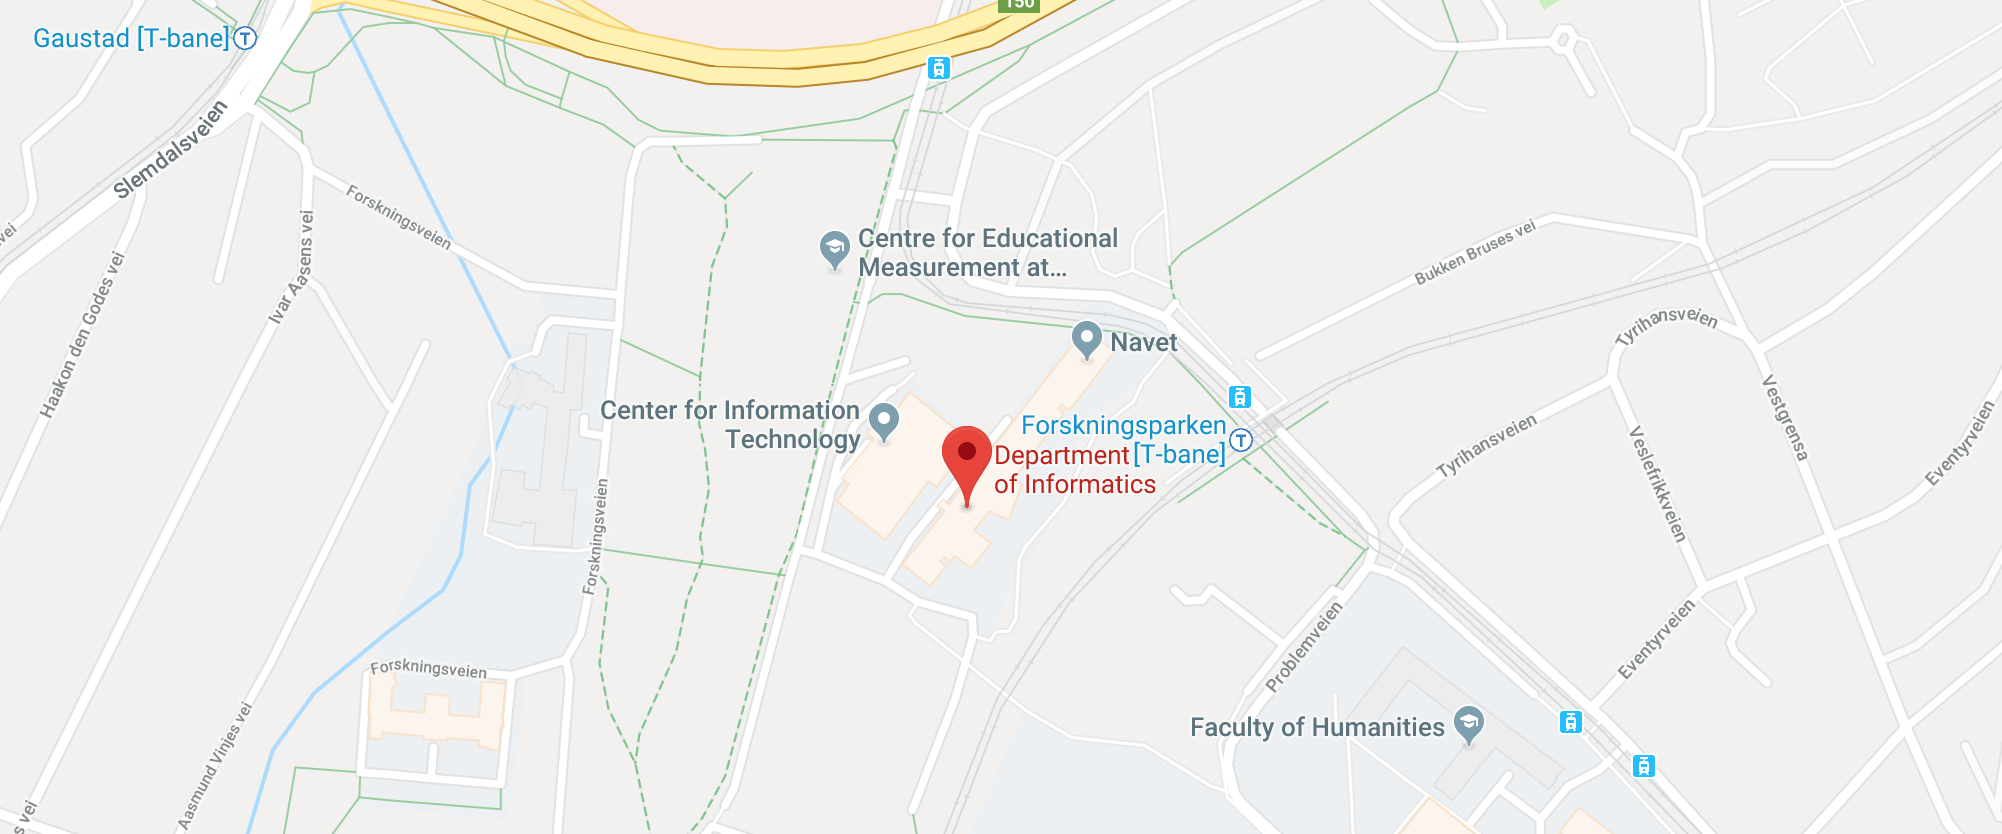 150
Gaustad [T-bane]
Slemdalsveien
Forskningsveien
Ivar Aasens vei
Haakon den Godes vei
vei
Centre for Educational
Measurement at...
Bukken Bruses vei
Tyrihansveien
Navet
Center for Information
Technology
Forskningsparken
[T-bane]
Department
of Informatics
Tyrihansveien
Vestgrensa
Veslefrikkveien
Eventyrveien
Forskningsveien
Eventyrveien
Problemveien
Forskningsveien
Aasmund Vinjes vei
s vei
Faculty of Humanities